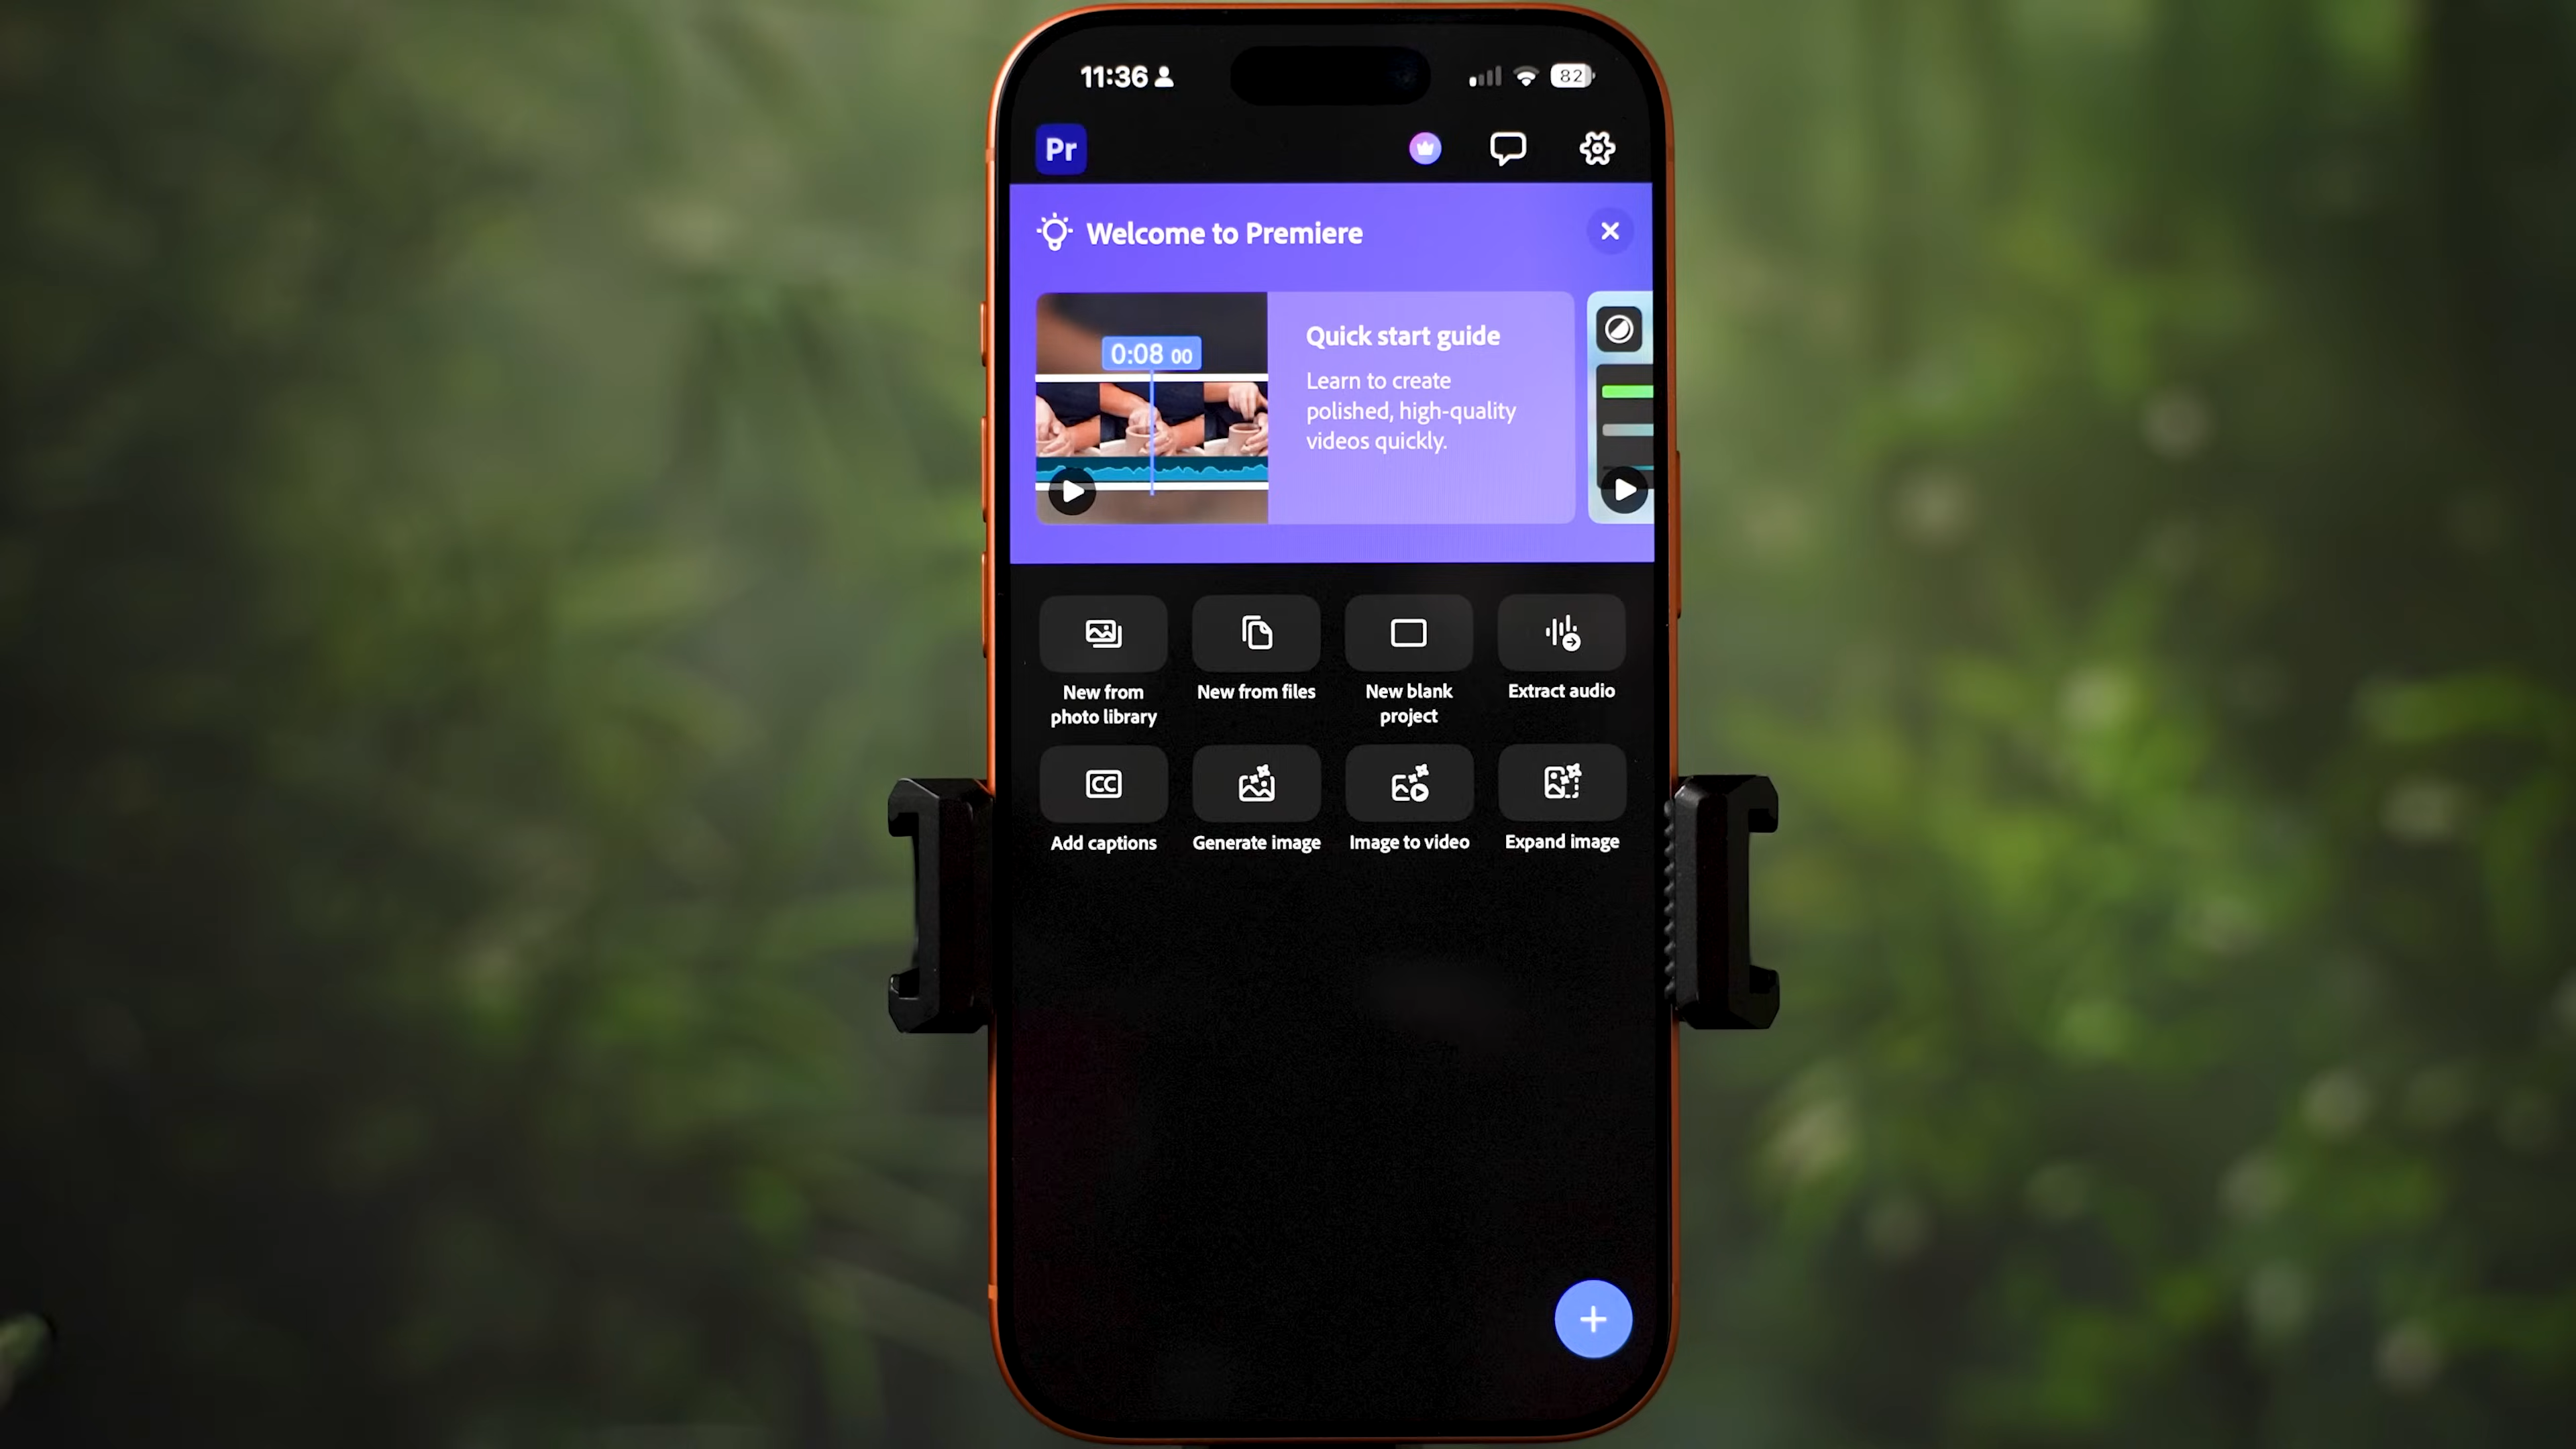 11:36
82
Pr
Welcome to Premiere
0:08 00
Quick start guide
Learn to create
polished, high-quality
videos quickly.
New from
photo library
New from files
New blank
project
Extract audio
CC
Add captions
Generate image
Image to video
Expand image